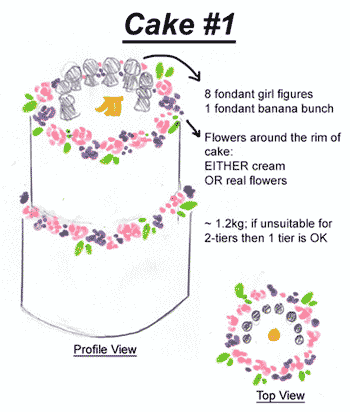 Cake #1
8 fondant girl figures
1 fondant banana bunch
Flowers around the rim of
cake:
EITHER cream
OR real flowers
~ 1.2kg; if unsuitable for
2-tiers then 1 tier is OK
Profile View
Top View